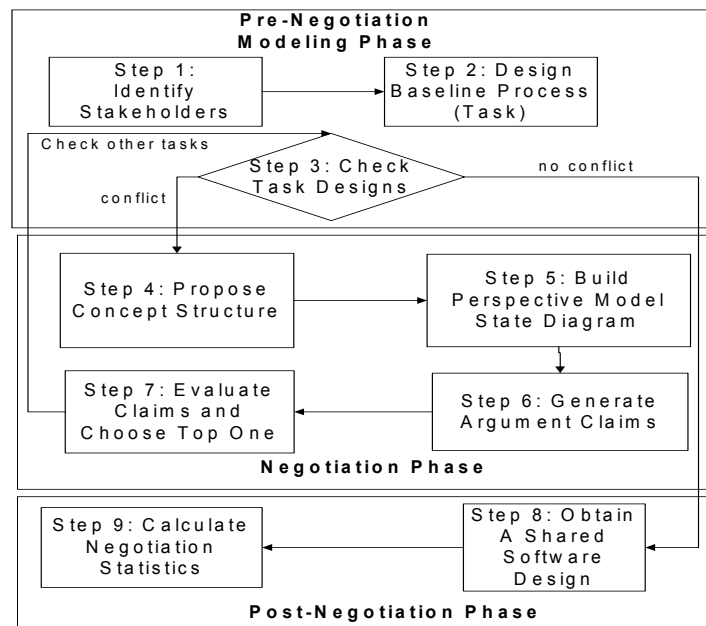 Pre-Negotiation
Modeling Phase
Step 1:
Identify
Stakeholders
Step 2: Design
Baseline Process
(Task)
Check other tasks
Step 3: Check
Task Designs
conflict
no conflict
Step 4: Propose
Concept Structure
Step 5: Build
Perspective Model
State Diagram
Step 7: Evaluate
Claims and
Choose Top One
Step 6: Generate
Argument Claims
Negotiation Phase
Step 9: Calculate
Negotiation
Statistics
Step 8: Obtain
A Shared
Software
Design
Post-Negotiation Phase